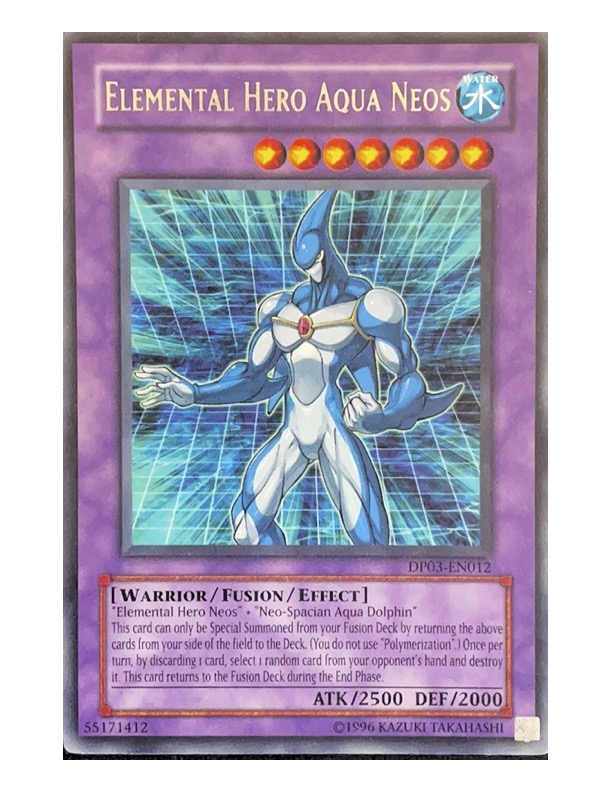 ELEMENTAL HERO AQUA NEOS
WATER
水
DP03-EN012
[WARRIOR/FUSION/EFFECT]
"Elemental Hero Neos" + "Neo-Spacian Aqua Dolphin"
This card can only be Special Summoned from your Fusion Deck by returning the above
cards from your side of the field to the Deck. (You do not use "Polymerization".) Once per
turn, by discarding 1 card, select 1 random card from your opponent's hand and destroy
it. This card returns to the Fusion Deck during the End Phase.
ATK/2500 DEF/2000
55171412
©1996 KAZUKI TAKAHASHI